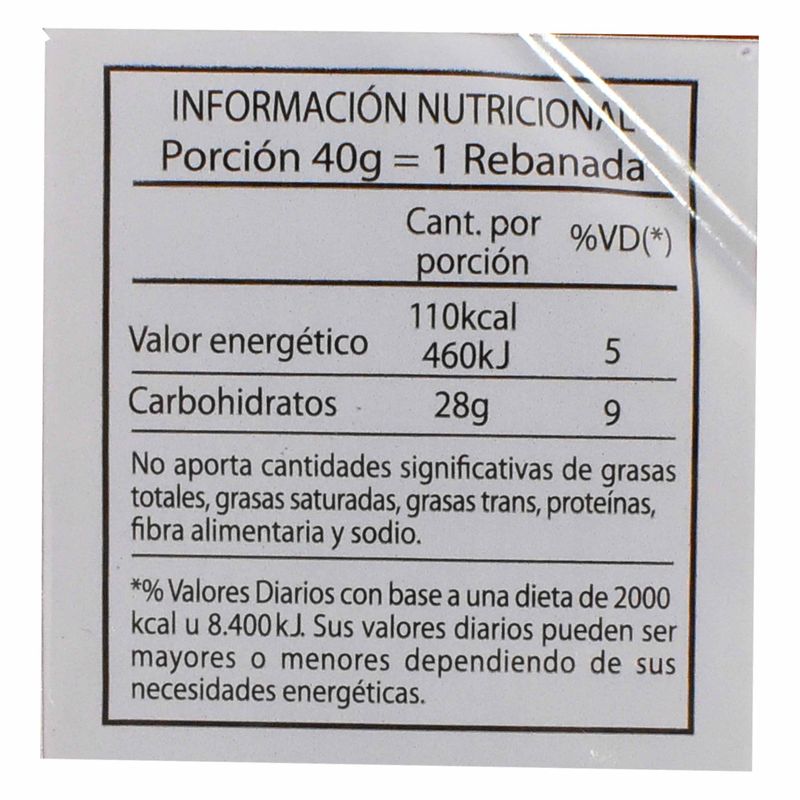 INFORMACIÓN NUTRICIONAL
Porción 40g = 1 Rebanada
Cant. por porción %VD(*)
Valor energético 110kcal 460kJ 5
Carbohidratos 28g 9
No aporta cantidades significativas de grasas
totales, grasas saturadas, grasas trans, proteínas,
fibra alimentaria y sodio.
*% Valores Diarios con base a una dieta de 2000
kcal u 8.400 kJ. Sus valores diarios pueden ser
mayores o menores dependiendo de sus
necesidades energéticas.